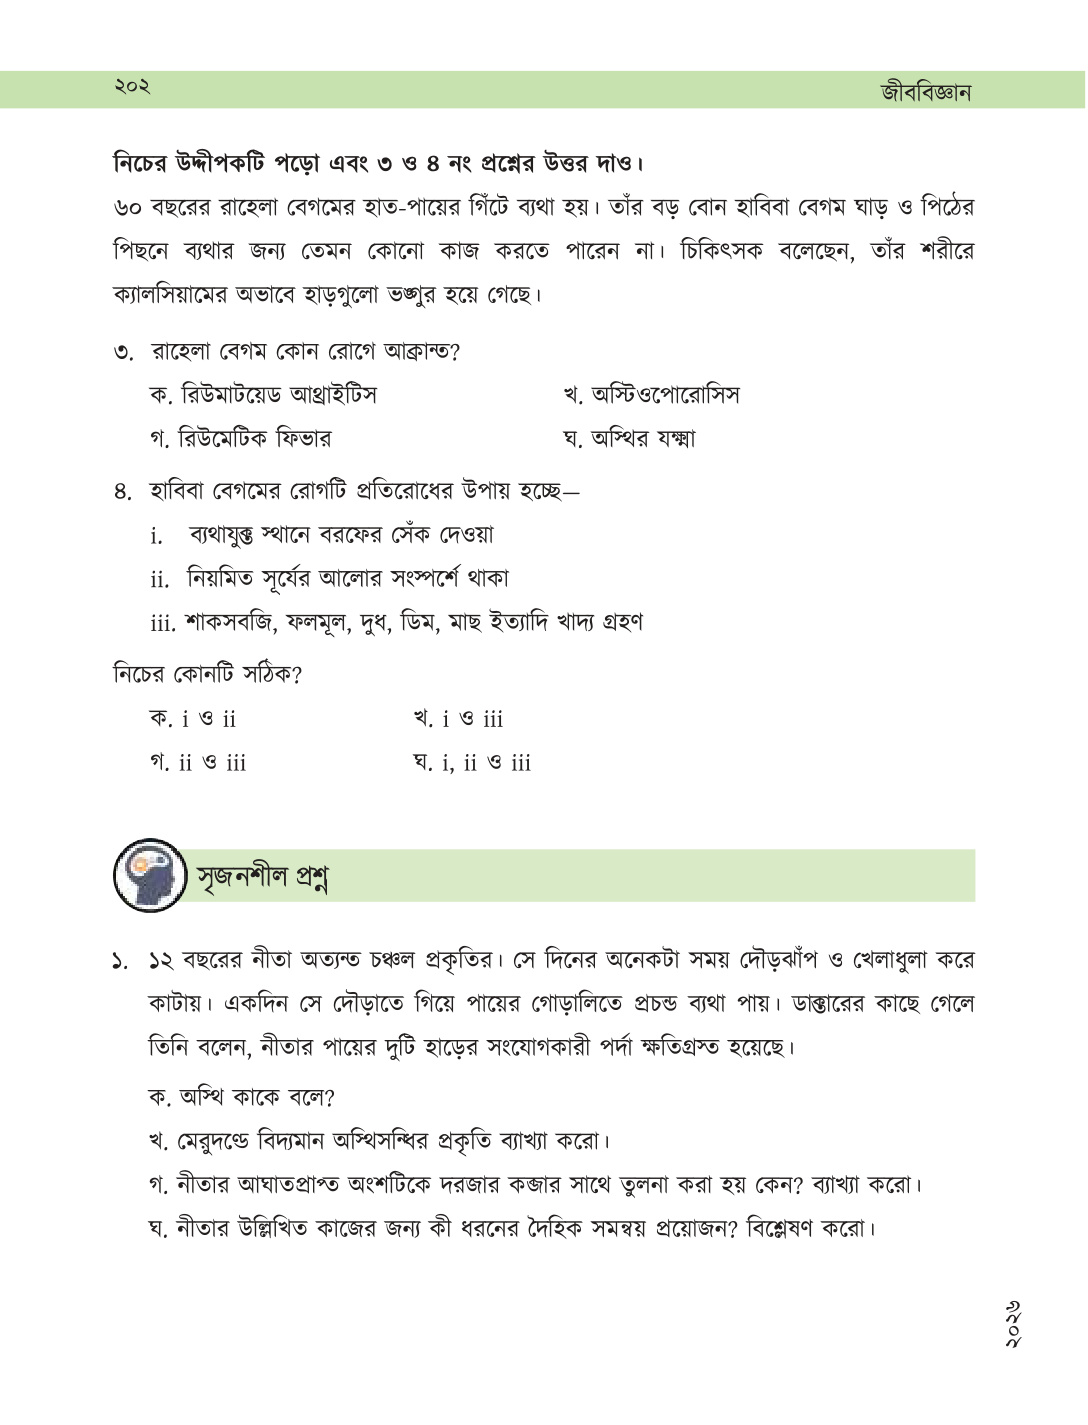 ২০২
জীববিজ্ঞান
নিচের উদ্দীপকটি পড়ো এবং ৩ ও ৪ নং প্রশ্নের উত্তর দাও।
৬০ বছরের রাহেলা বেগমের হাত-পায়ের গিঁটে ব্যথা হয়। তাঁর বড় বোন হাবিবা বেগম ঘাড় ও পিঠের
পিছনে ব্যথার জন্য তেমন কোনো কাজ করতে পারেন না। চিকিৎসক বলেছেন, তাঁর শরীরে
ক্যালসিয়ামের অভাবে হাড়গুলো ভঙ্গুর হয়ে গেছে।
৩. রাহেলা বেগম কোন রোগে আক্রান্ত?
ক. রিউমাটয়েড আথ্রাইটিস খ. অস্টিওপোরোসিস
গ. রিউমেটিক ফিভার ঘ. অস্থির যক্ষ্মা
৪. হাবিবা বেগমের রোগটি প্রতিরোধের উপায় হচ্ছে—
i. ব্যথাযুক্ত স্থানে বরফের সেঁক দেওয়া
ii. নিয়মিত সূর্যের আলোর সংস্পর্শে থাকা
iii. শাকসবজি, ফলমূল, দুধ, ডিম, মাছ ইত্যাদি খাদ্য গ্রহণ
নিচের কোনটি সঠিক?
ক. i ও ii খ. i ও iii
গ. ii ও iii ঘ. i, ii ও iii
সৃজনশীল প্রশ্ন
১. ১২ বছরের নীতা অত্যন্ত চঞ্চল প্রকৃতির। সে দিনের অনেকটা সময় দৌড়ঝাঁপ ও খেলাধুলা করে
কাটায়। একদিন সে দৌড়াতে গিয়ে পায়ের গোড়ালিতে প্রচন্ড ব্যথা পায়। ডাক্তারের কাছে গেলে
তিনি বলেন, নীতার পায়ের দুটি হাড়ের সংযোগকারী পর্দা ক্ষতিগ্রস্ত হয়েছে।
ক. অস্থি কাকে বলে?
খ. মেরুদণ্ডে বিদ্যমান অস্থিসন্ধির প্রকৃতি ব্যাখ্যা করো।
গ. নীতার আঘাতপ্রাপ্ত অংশটিকে দরজার কব্জার সাথে তুলনা করা হয় কেন? ব্যাখ্যা করো।
ঘ. নীতার উল্লিখিত কাজের জন্য কী ধরনের দৈহিক সমন্বয় প্রয়োজন? বিশ্লেষণ করো।
২০২৬